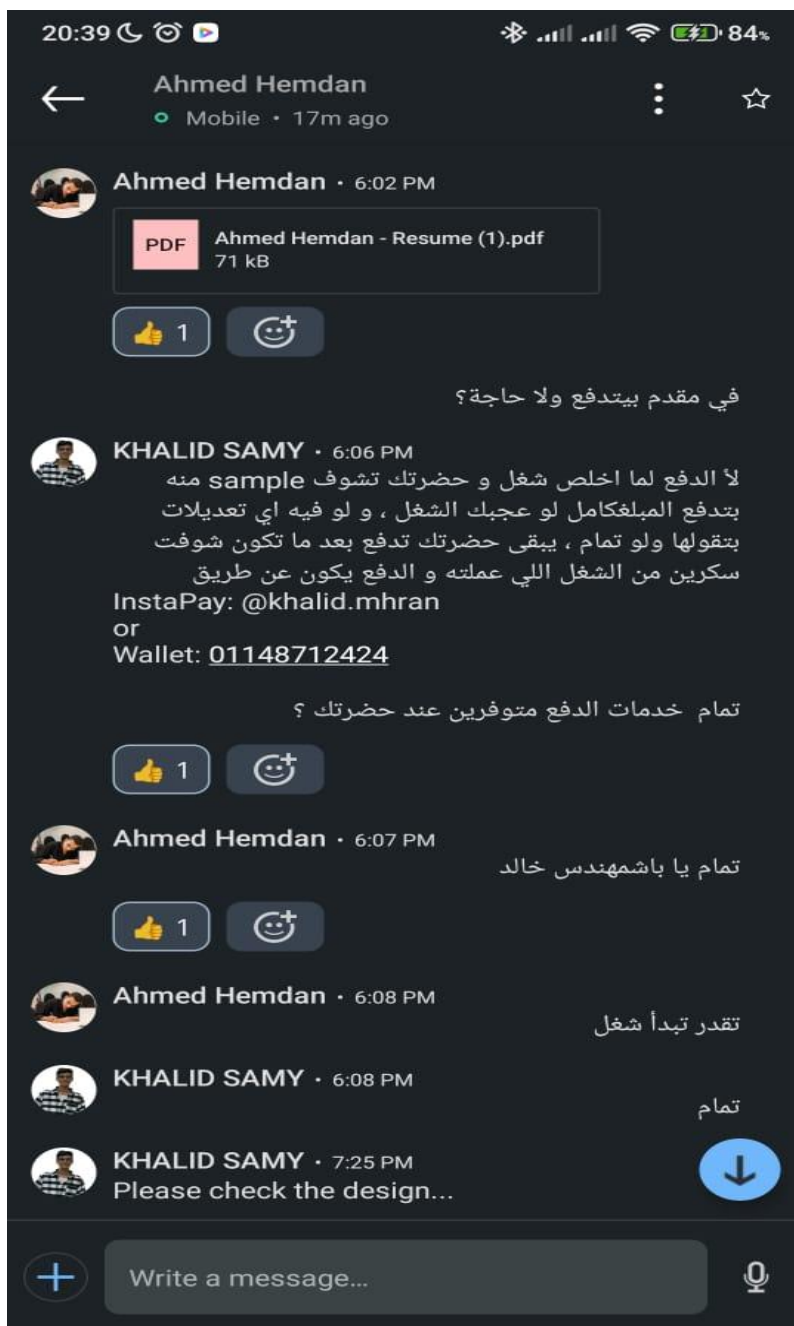 20:39
84%
Ahmed Hemdan
Mobile • 17m ago
Ahmed Hemdan • 6:02 PM
PDF
Ahmed Hemdan - Resume (1).pdf
71 kB
👍 1
في مقدم بيتدفع ولا حاجة؟
KHALID SAMY • 6:06 PM
لأ الدفع لما اخلص شغل و حضرتك تشوف sample منه
بتدفع المبلغكامل لو عجبك الشغل ، و لو فيه اي تعديلات
بتقولها ولو تمام ، يبقى حضرتك تدفع بعد ما تكون شوفت
سكرين من الشغل اللي عملته و الدفع يكون عن طريق
InstaPay: @khalid.mhran
or
Wallet: 01148712424
تمام خدمات الدفع متوفرين عند حضرتك ؟
👍 1
Ahmed Hemdan • 6:07 PM
تمام يا باشمهندس خالد
👍 1
Ahmed Hemdan • 6:08 PM
تقدر تبدأ شغل
KHALID SAMY • 6:08 PM
تمام
KHALID SAMY • 7:25 PM
Please check the design...
Write a message...